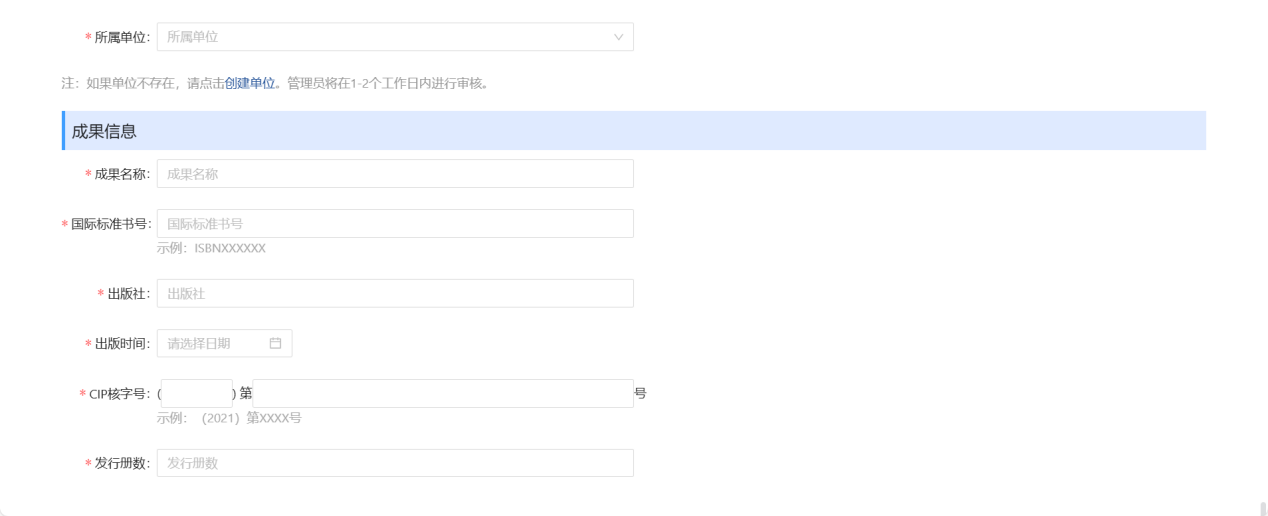 * 所属单位: 所属单位
注: 如果单位不存在, 请点击创建单位。管理员将在1-2个工作日内进行审核。
成果信息
* 成果名称: 成果名称
* 国际标准书号: 国际标准书号
示例: ISBNXXXXXX
* 出版社: 出版社
* 出版时间: 请选择日期
* CIP核字号: ( ) 第 号
示例: (2021) 第XXXX号
* 发行册数: 发行册数